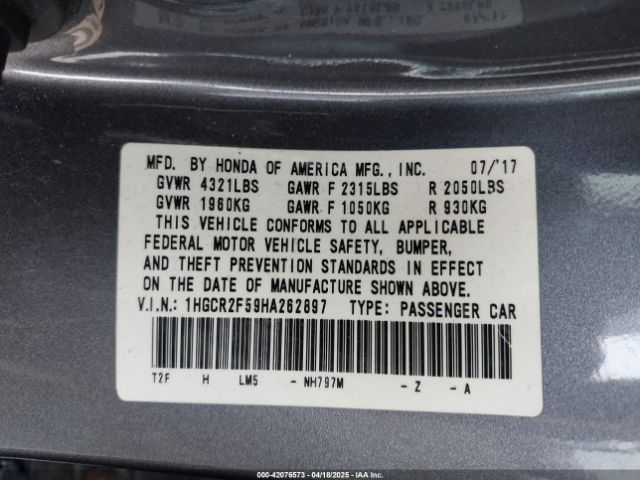 MFD. BY HONDA OF AMERICA MFG., INC. 07/'17
GVWR 4321LBS GAWR F 2315LBS R 2050LBS
GVWR 1960KG GAWR F 1050KG R 930KG
THIS VEHICLE CONFORMS TO ALL APPLICABLE
FEDERAL MOTOR VEHICLE SAFETY, BUMPER,
AND THEFT PREVENTION STANDARDS IN EFFECT
ON THE DATE OF MANUFACTURE SHOWN ABOVE.
V.I.N.: 1HGCR2F59HA262897 TYPE: PASSENGER CAR
T2F H LM5 - NH797M - Z - A
(000-42076573 - 04/18/2025 - IAAI.COM)